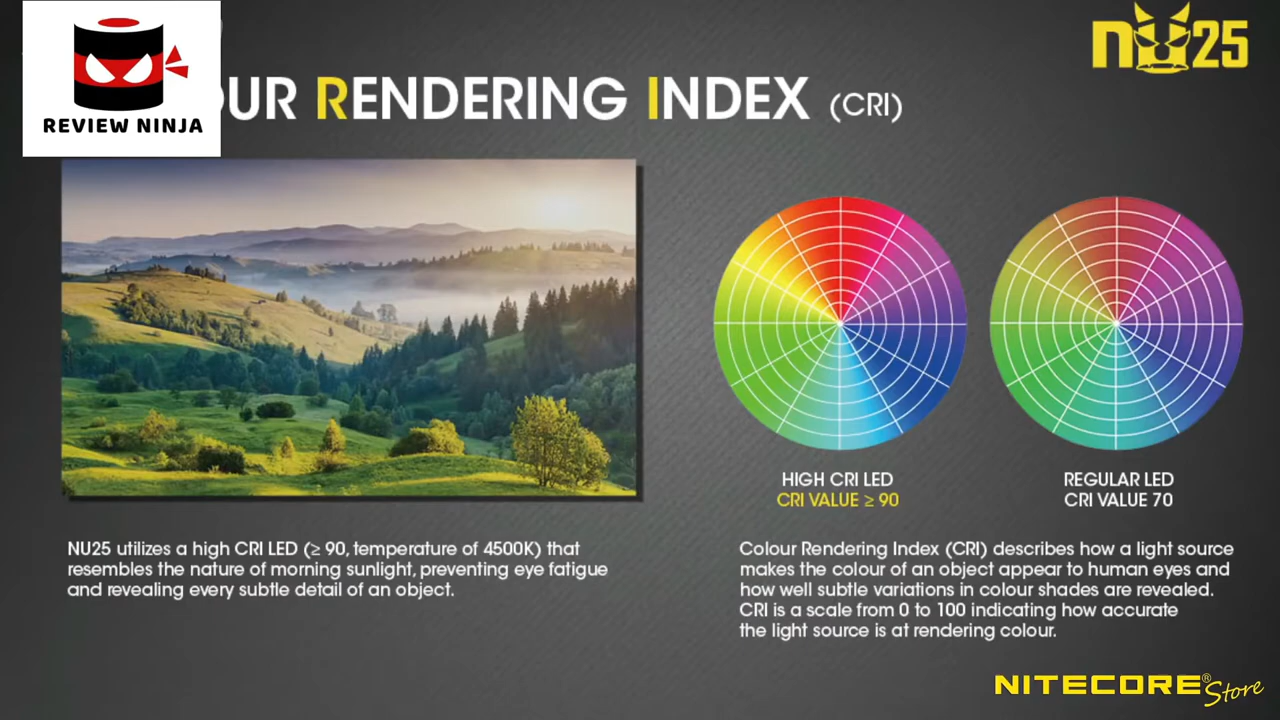 REVIEW NINJA
nu25
UR RENDERING INDEX (CRI)
HIGH CRI LED
CRI VALUE ≥ 90
REGULAR LED
CRI VALUE 70
NU25 utilizes a high CRI LED (≥ 90, temperature of 4500K) that
resembles the nature of morning sunlight, preventing eye fatigue
and revealing every subtle detail of an object.
Colour Rendering Index (CRI) describes how a light source
makes the colour of an object appear to human eyes and
how well subtle variations in colour shades are revealed.
CRI is a scale from 0 to 100 indicating how accurate
the light source is at rendering colour.
NITECORE® Store